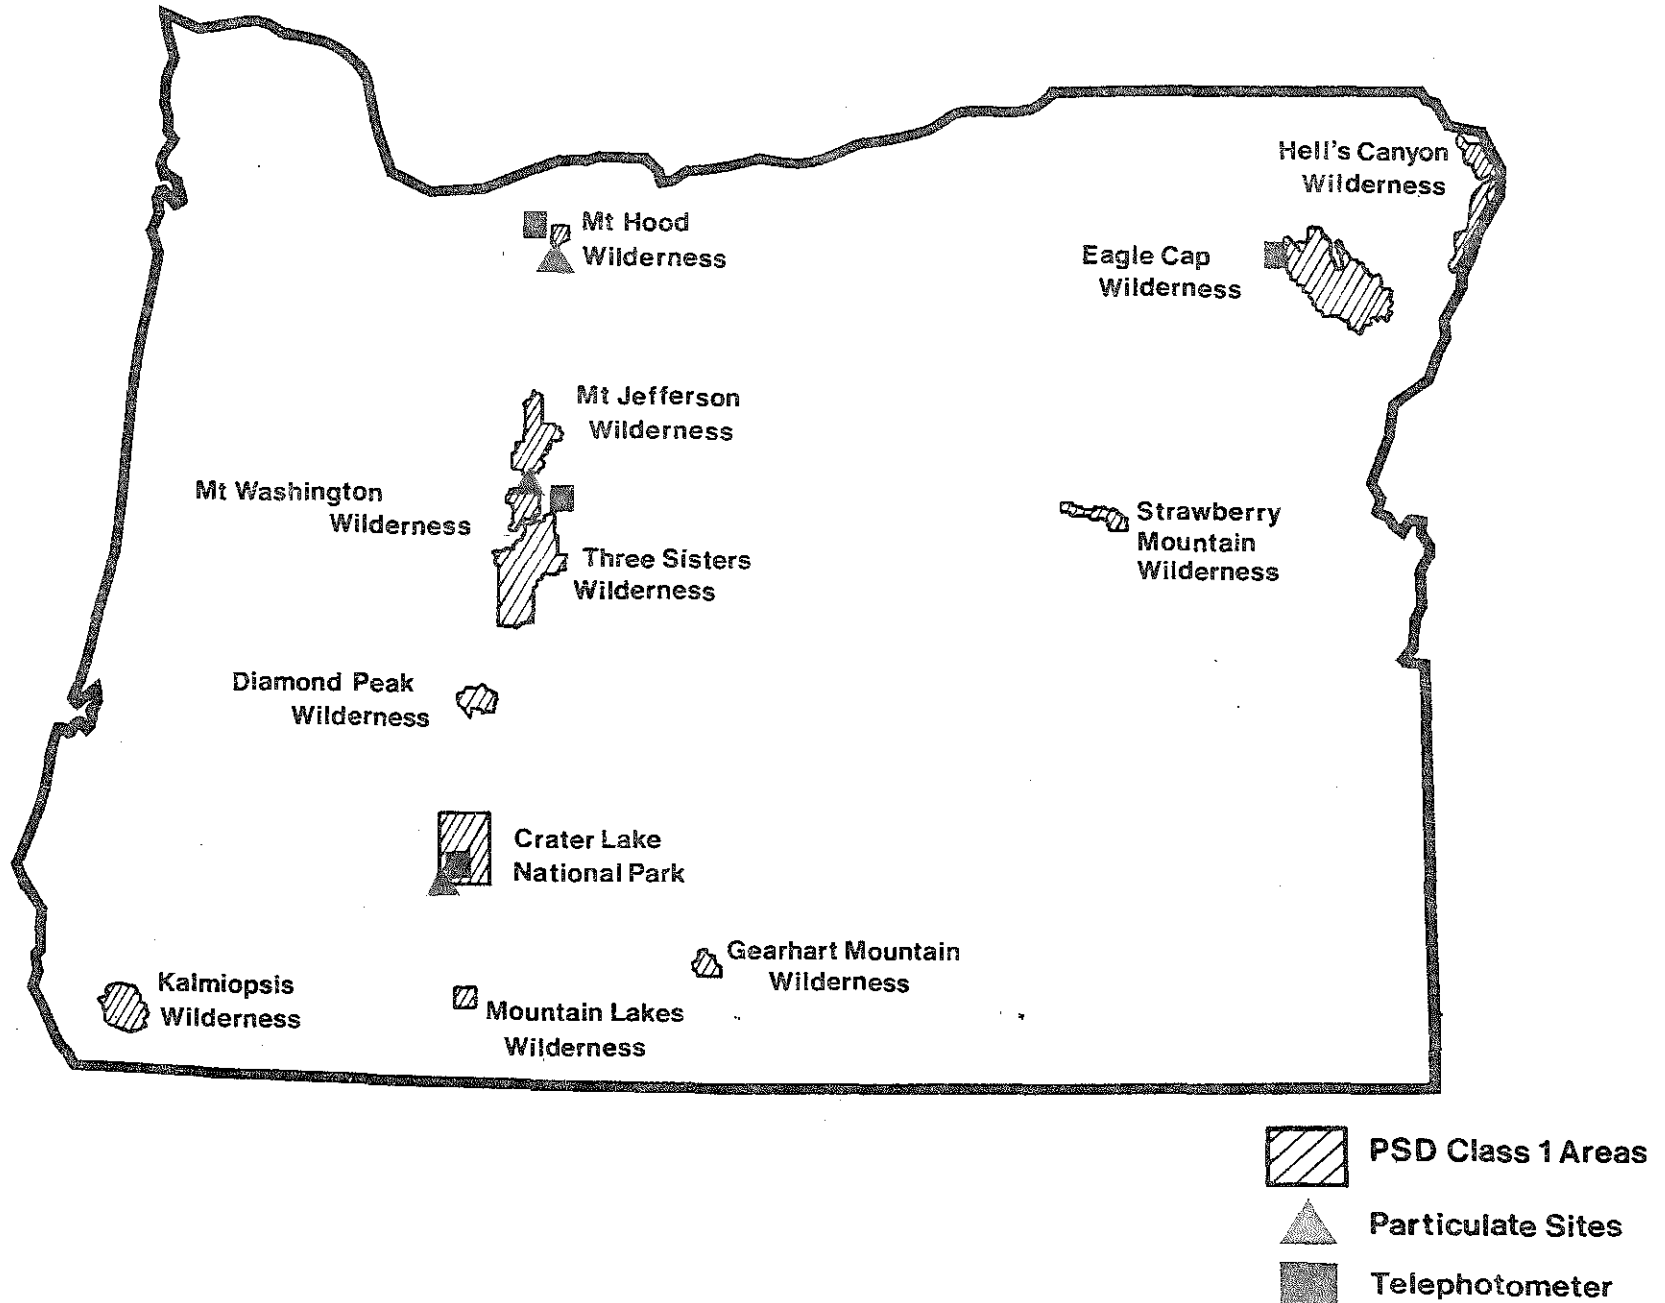 Hell's Canyon
Wilderness
Mt Hood
Wilderness
Eagle Cap
Wilderness
Mt Jefferson
Wilderness
Mt Washington
Wilderness
Strawberry
Mountain
Wilderness
Three Sisters
Wilderness
Diamond Peak
Wilderness
Crater Lake
National Park
Gearhart Mountain
Wilderness
Kalmiopsis
Wilderness
Mountain Lakes
Wilderness
PSD Class 1 Areas
Particulate Sites
Telephotometer